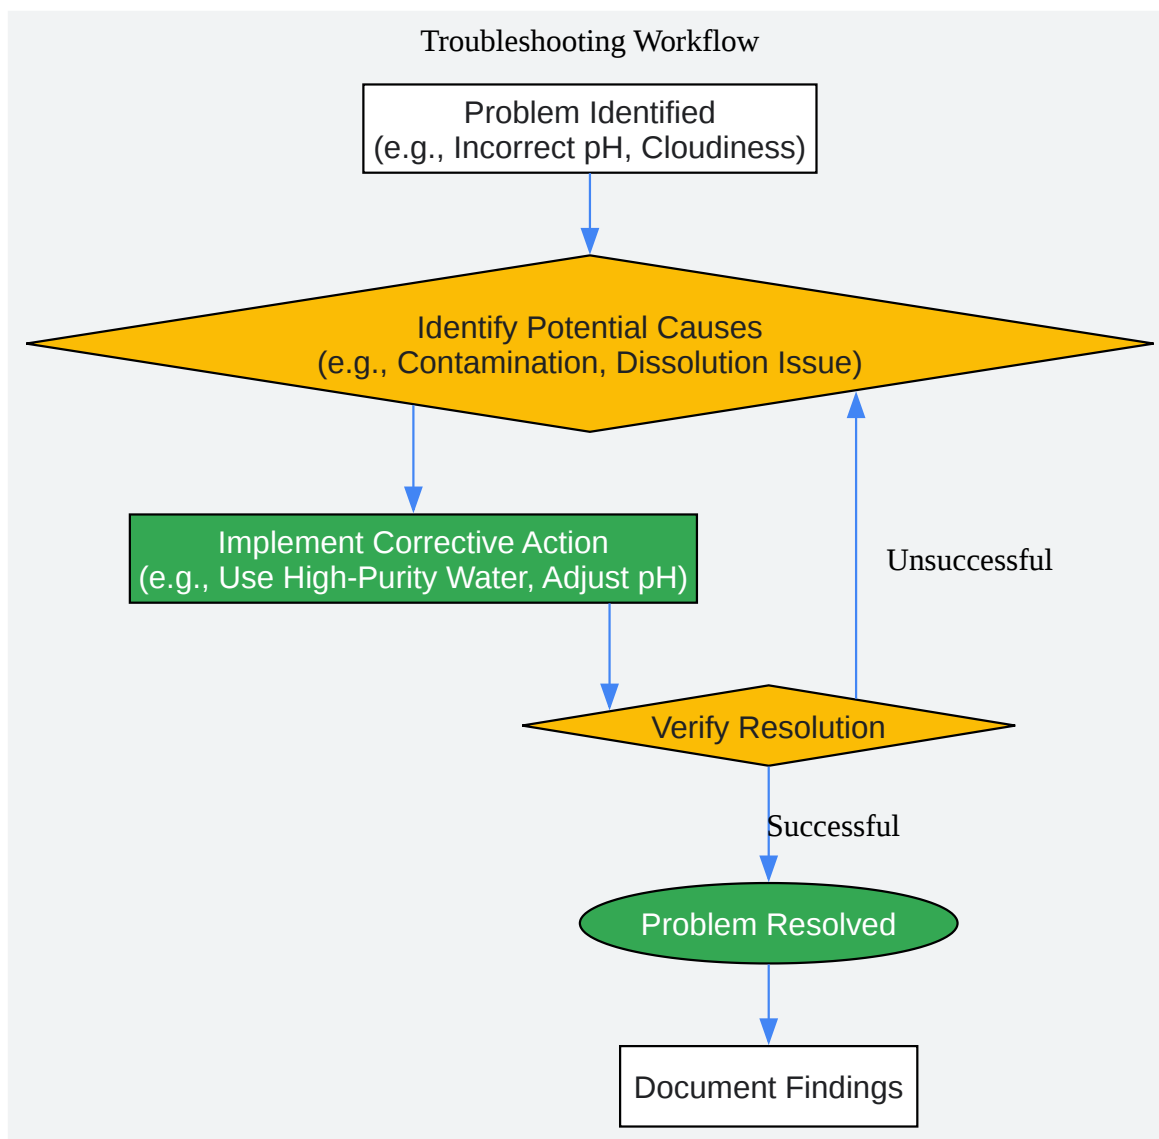 Troubleshooting Workflow
Problem Identified
(e.g., Incorrect pH, Cloudiness)
Identify Potential Causes
(e.g., Contamination, Dissolution Issue)
Implement Corrective Action
(e.g., Use High-Purity Water, Adjust pH)
Unsuccessful
Verify Resolution
Successful
Problem Resolved
Document Findings